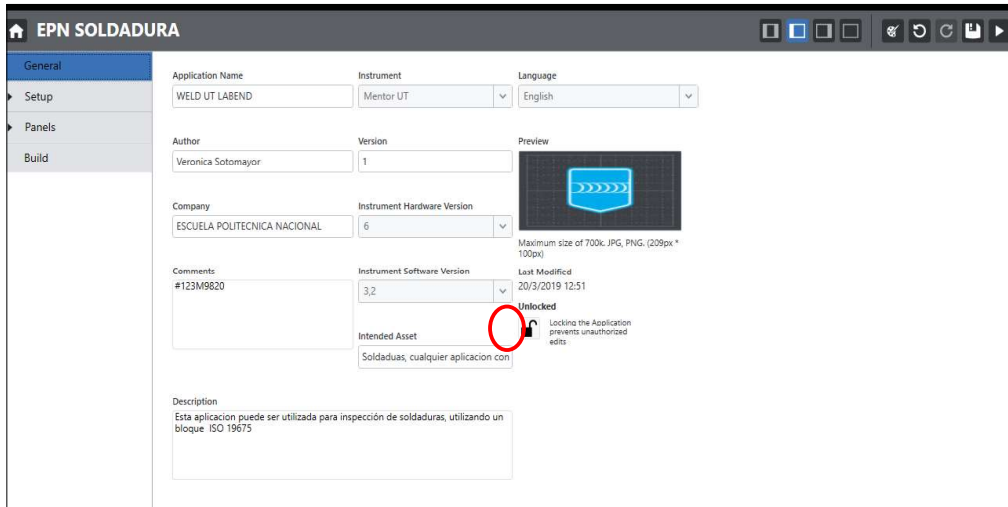 EPN SOLDADURA
General
Setup
Panels
Build
Application Name
WELD UT LABEND
Instrument
Mentor UT
Language
English
Author
Veronica Sotomayor
Version
1
Preview
Company
ESCUELA POLITECNICA NACIONAL
Instrument Hardware Version
6
Maximum size of 700k. JPG, PNG. (209px *
100px)
Comments
#123M9820
Instrument Software Version
3,2
Last Modified
20/3/2019 12:51
Unlocked
Locking the Application
prevents unauthorized
edits
Intended Asset
Soldaduas, cualquier aplicacion con
Description
Esta aplicacion puede ser utilizada para inspección de soldaduras, utilizando un
bloque ISO 19675